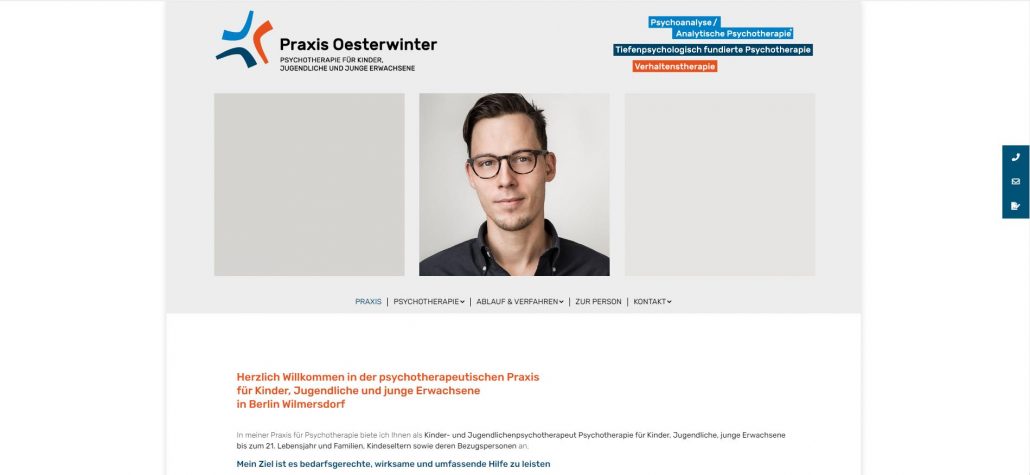 Praxis Oesterwinter
PSYCHOTHERAPIE FÜR KINDER,
JUGENDLICHE UND JUNGE ERWACHSENE
Psychoanalyse /
Analytische Psychotherapie*
Tiefenpsychologisch fundierte Psychotherapie
Verhaltenstherapie
PRAXIS | PSYCHOTHERAPIE | ABLAUF & VERFAHREN | ZUR PERSON | KONTAKT
Herzlich Willkommen in der psychotherapeutischen Praxis
für Kinder, Jugendliche und junge Erwachsene
in Berlin Wilmersdorf
In meiner Praxis für Psychotherapie biete ich Ihnen als Kinder- und Jugendlichenpsychotherapeut Psychotherapie für Kinder, Jugendliche, junge Erwachsene
bis zum 21. Lebensjahr und Familien, Kindeseltern sowie deren Bezugspersonen an.
Mein Ziel ist es bedarfsgerechte, wirksame und umfassende Hilfe zu leisten